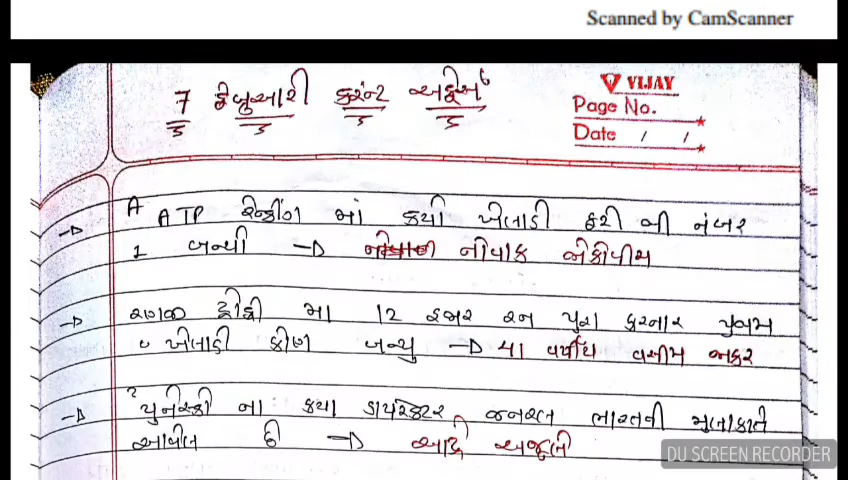 Scanned by CamScanner
7 ફેબ્રુઆરી કરંન્ટ અફેર્સ
VIJAY
Page No.
Date / /
A ATP રેન્કીંગ માં કયો ખેલાડી ફરી થી નંબર
1 બન્યો → નોવાક જોકોવીચ
રણજી ટ્રોફી મા 12 હજાર રન પુરા કરનાર પ્રથમ
ખેલાડી કોણ બન્યુ → 41 વર્ષીય વસીમ જાફર
યુનેસ્કો ના કયા ડાયરેક્ટર જનરલ ભારતની મુલાકાતે
આવેલ છે → અજુલે
DU SCREEN RECORDER